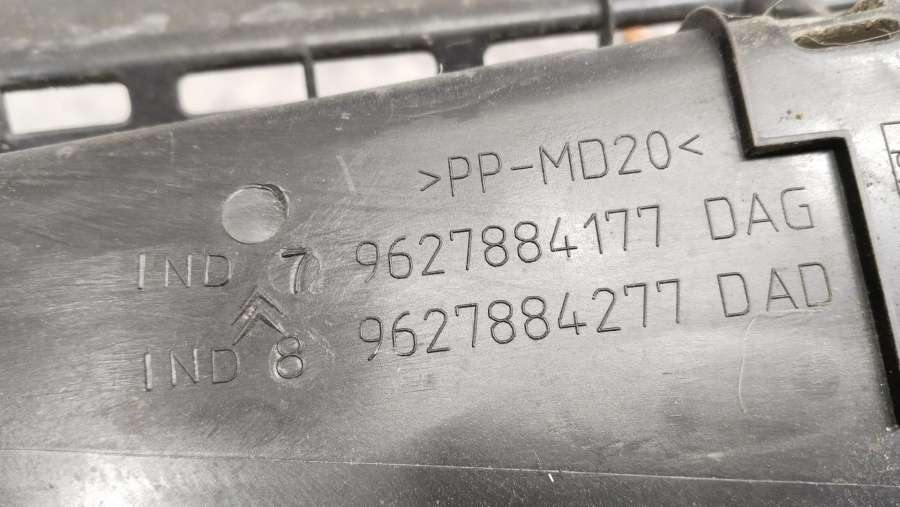 >PP-MD20<
IND 7 9627884177 DAG
IND 8 9627884277 DAD